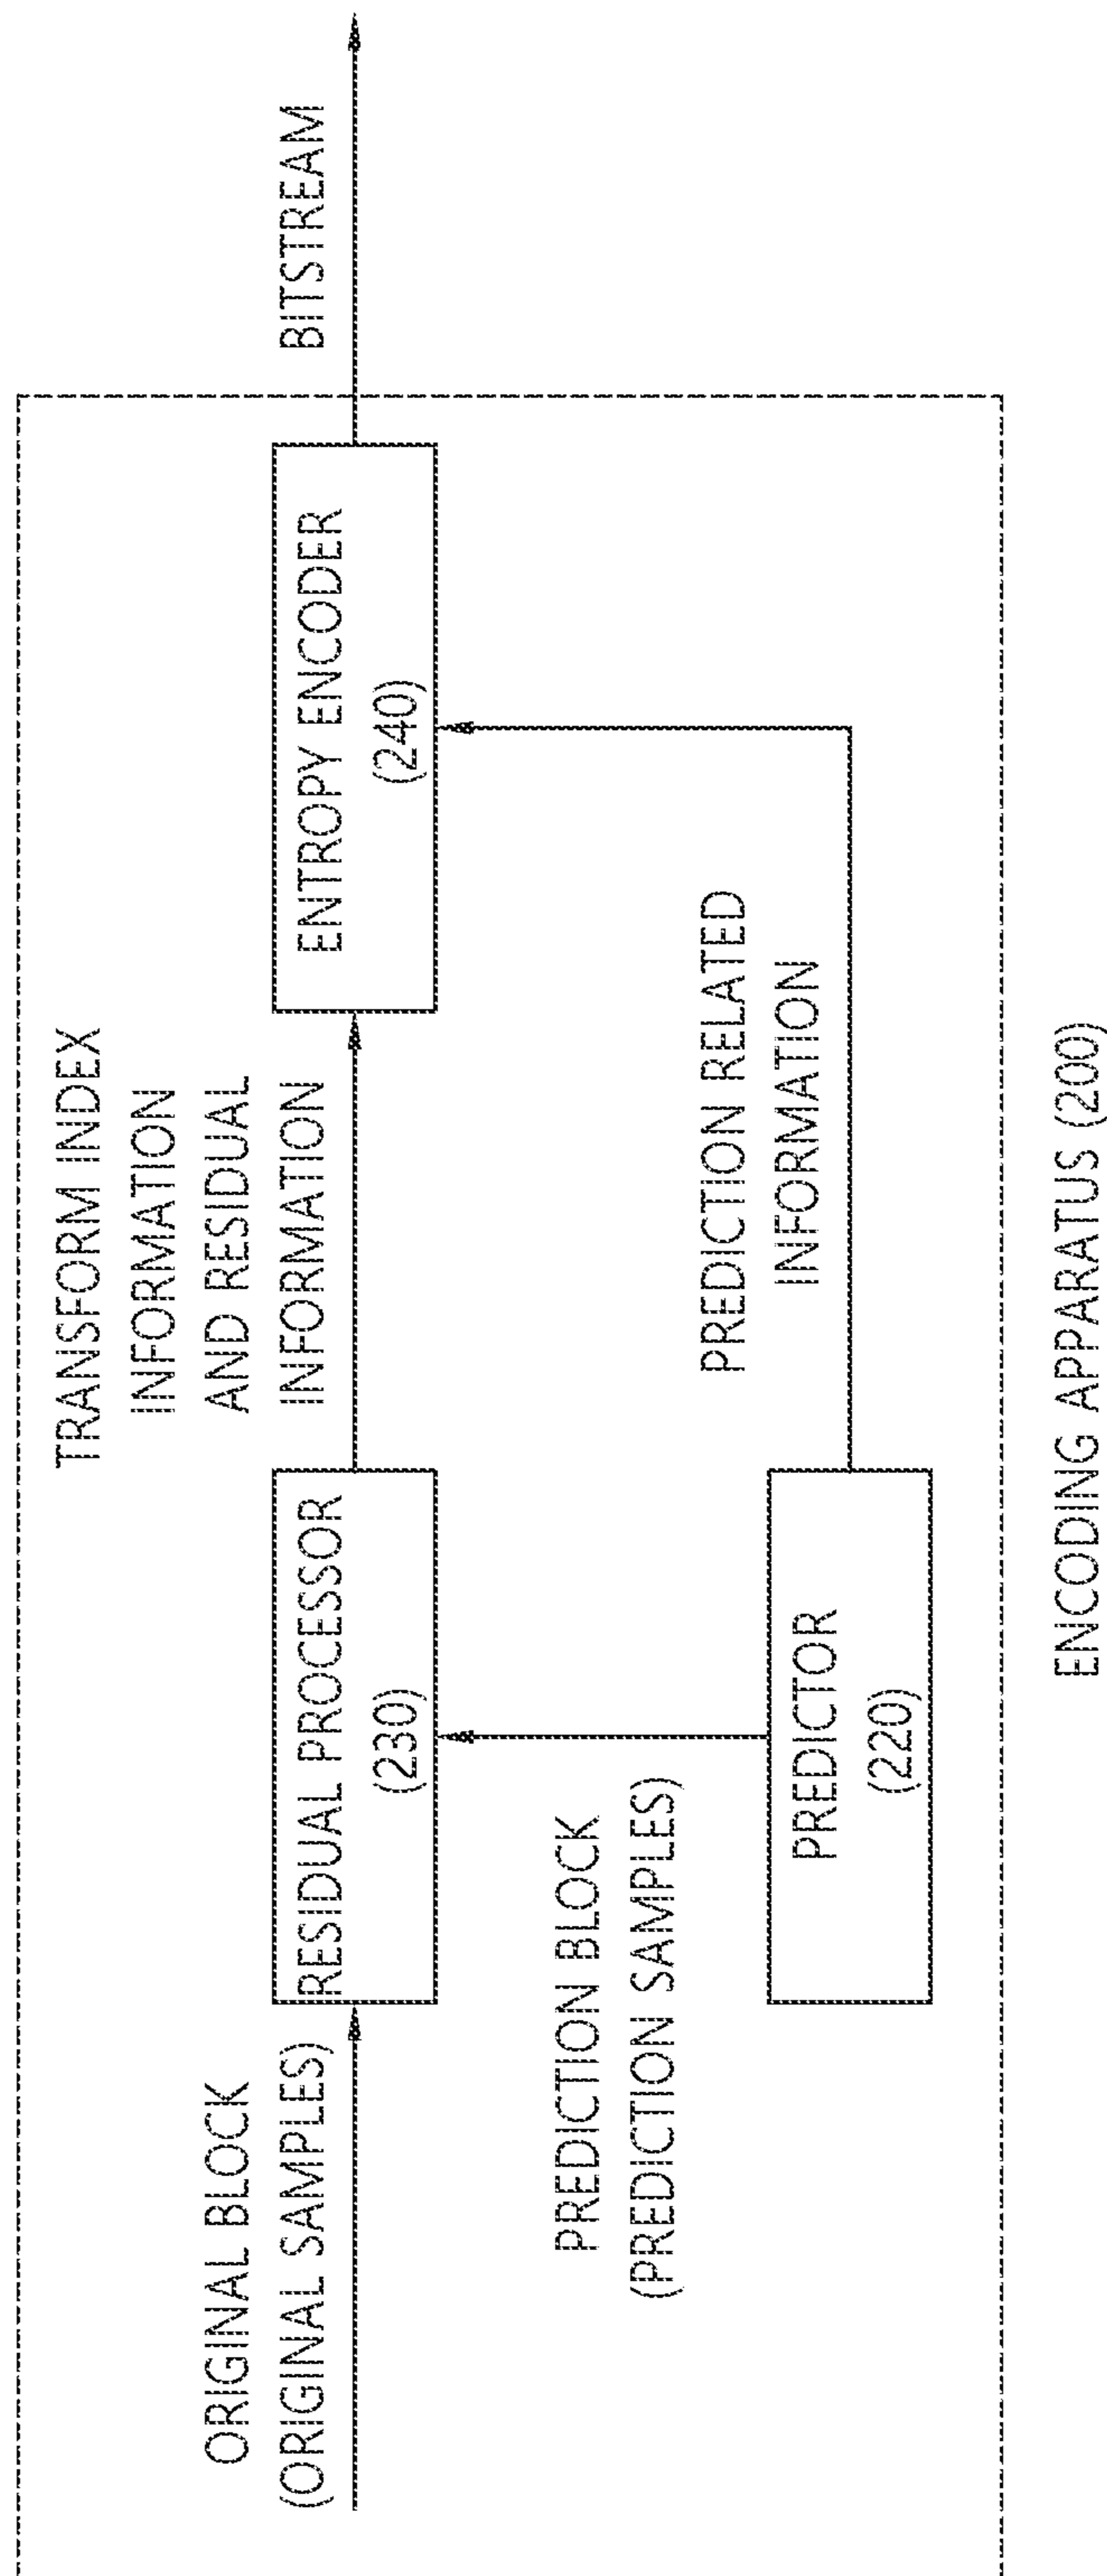 TRANSFORM INDEX
INFORMATION
AND RESIDUAL
INFORMATION
ORIGINAL BLOCK
(ORIGINAL SAMPLES)
BITSTREAM
RESIDUAL PROCESSOR
(230)
ENTROPY ENCODER
(240)
PREDICTION BLOCK
(PREDICTION SAMPLES)
PREDICTION RELATED
INFORMATION
PREDICTOR
(220)
ENCODING APPARATUS (200)